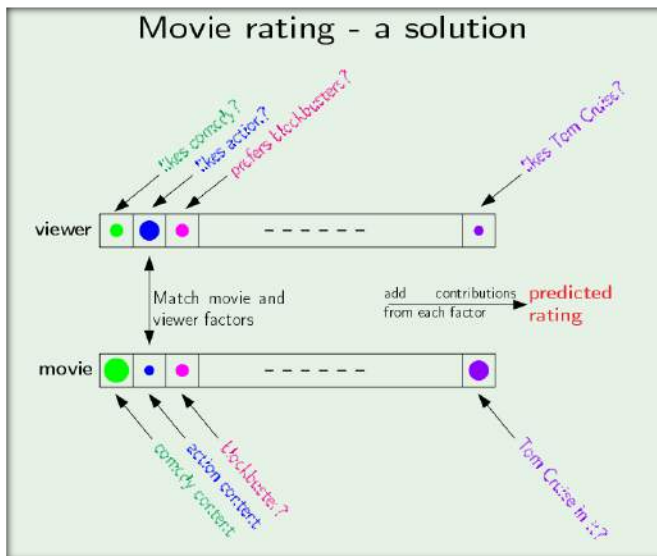 Movie rating - a solution
likes comedy?
likes action?
prefers blockbusters?
likes Tom Cruise?
viewer
Match movie and
viewer factors
add contributions
from each factor
predicted
rating
movie
comedy content
action content
blockbuster?
Tom Cruise in it?